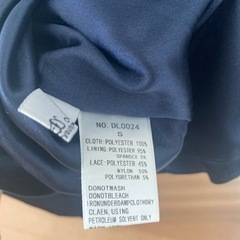 NO. DL0024
S
CLOTH:POLYESTER 100%
LINING:POLYESTER 95%
SPANDEX 5%
LACE:POLYESTER 45%
NYLON 50%
POLYURETHAN 5%
DONOTWASH
DONOTBLEACH
IRONUNDERDAMPCLOTHAL
CLAEN, USING
PETROLEUM SOLVENT ONLY